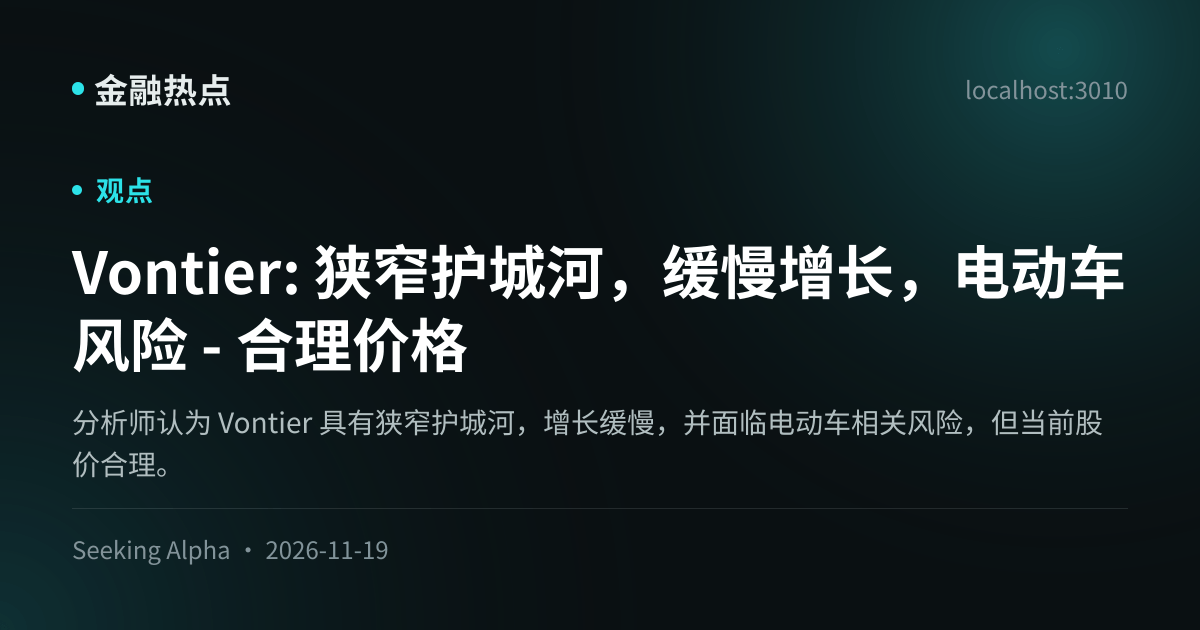 金融热点
localhost:3010
观点
Vontier: 狭窄护城河，缓慢增长，电动车
风险 - 合理价格
分析师认为 Vontier 具有狭窄护城河，增长缓慢，并面临电动车相关风险，但当前股
价合理。
Seeking Alpha · 2026-11-19